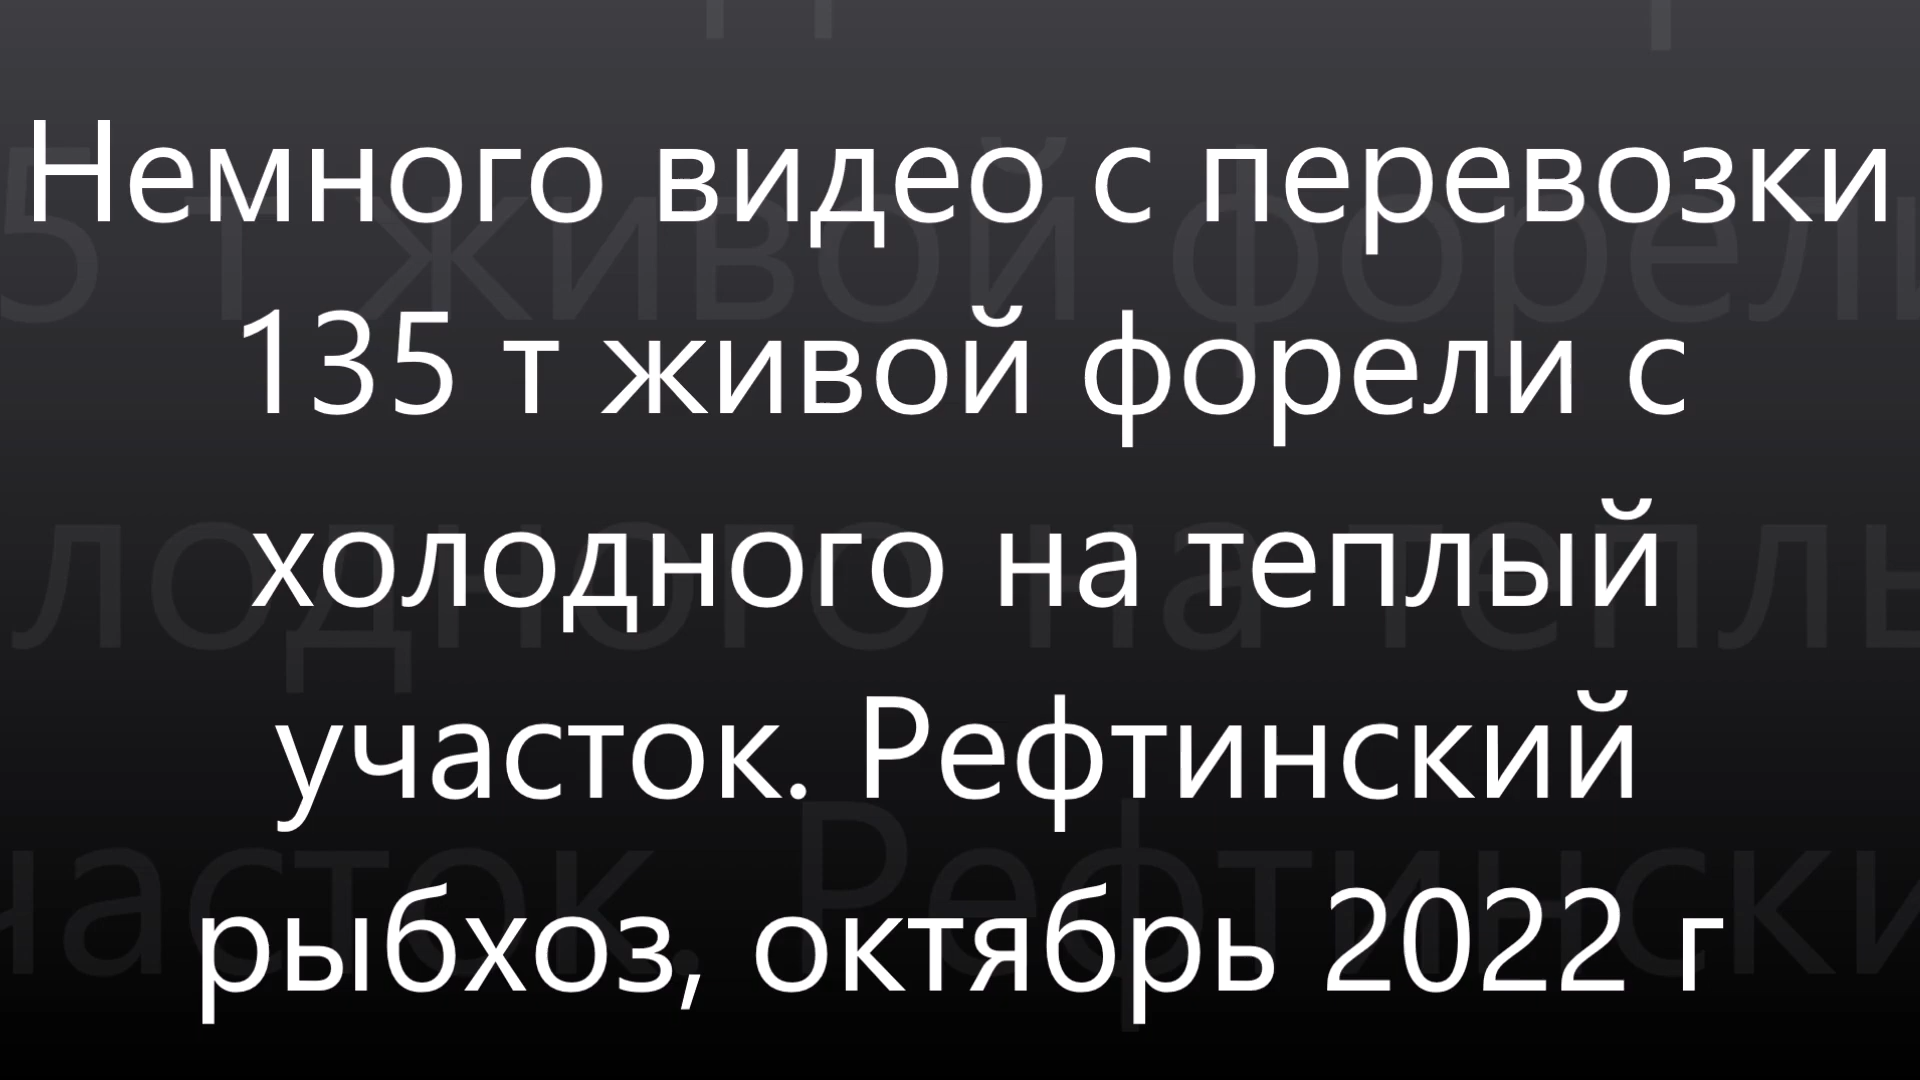 Немного видео с перевозки
135 т живой форели с
холодного на теплый
участок. Рефтинский
рыбхоз, октябрь 2022 г